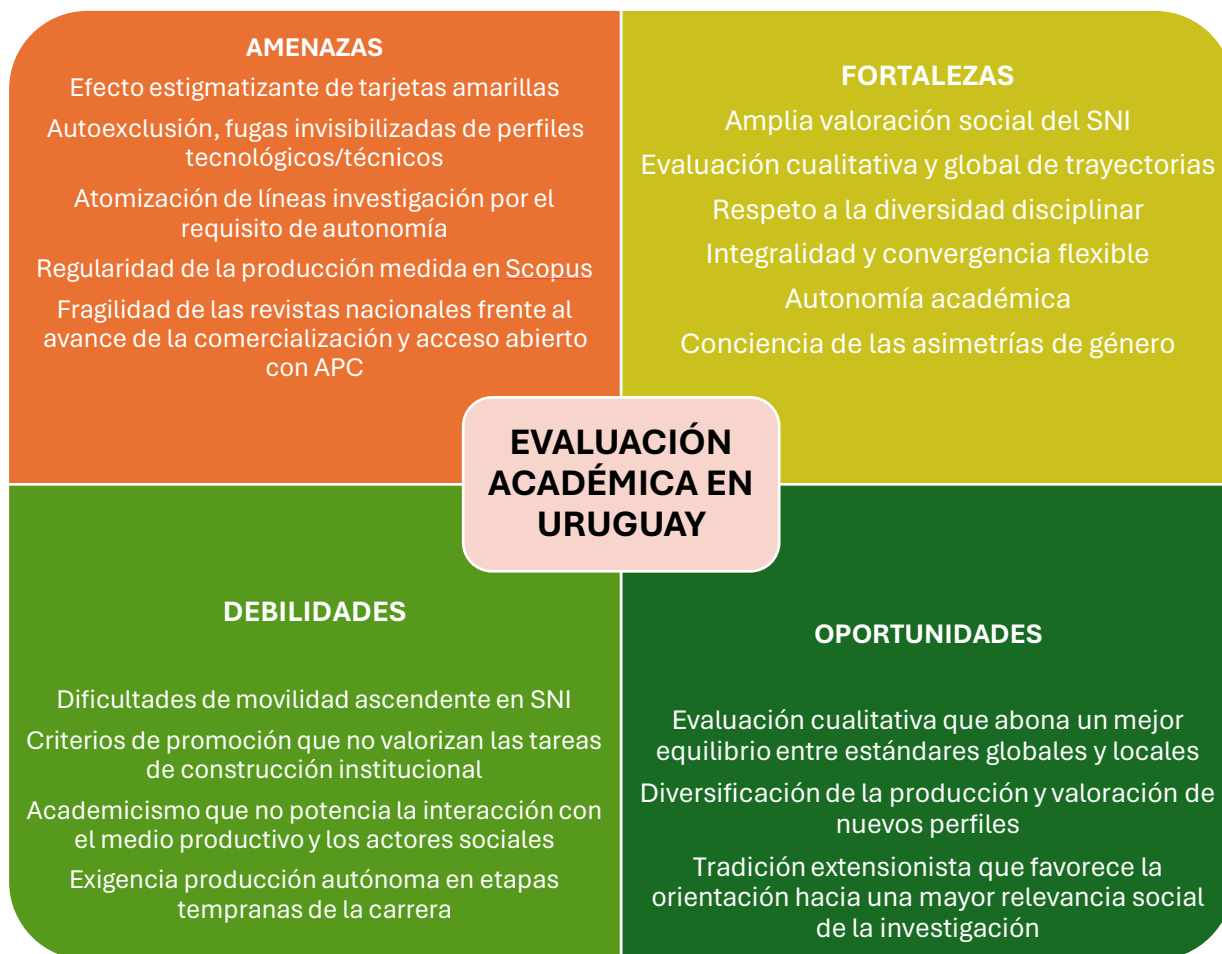 AMENAZAS
Efecto estigmatizante de tarjetas amarillas
Autoexclusión, fugas invisibilizadas de perfiles
tecnológicos/técnicos
Atomización de líneas investigación por el
requisito de autonomía
Regularidad de la producción medida en Scopus
Fragilidad de las revistas nacionales frente al
avance de la comercialización y acceso abierto
con APC
FORTALEZAS
Amplia valoración social del SNI
Evaluación cualitativa y global de trayectorias
Respeto a la diversidad disciplinar
Integralidad y convergencia flexible
Autonomía académica
Conciencia de las asimetrías de género
EVALUACIÓN
ACADÉMICA EN
URUGUAY
DEBILIDADES
Dificultades de movilidad ascendente en SNI
Criterios de promoción que no valorizan las tareas
de construcción institucional
Academicismo que no potencia la interacción con
el medio productivo y los actores sociales
Exigencia producción autónoma en etapas
tempranas de la carrera
OPORTUNIDADES
Evaluación cualitativa que abona un mejor
equilibrio entre estándares globales y locales
Diversificación de la producción y valoración de
nuevos perfiles
Tradición extensionista que favorece la
orientación hacia una mayor relevancia social
de la investigación